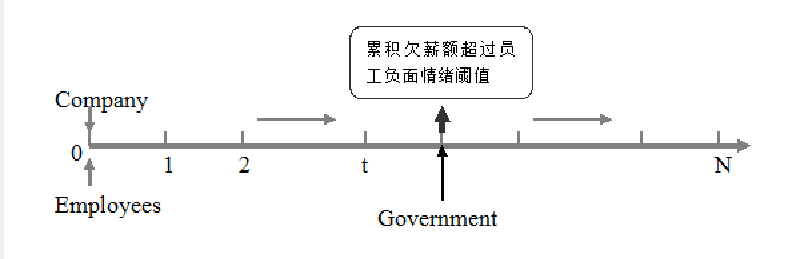 累积欠薪额超过员
工负面情绪阈值
Company
0
1
2
t
N
Employees
Government